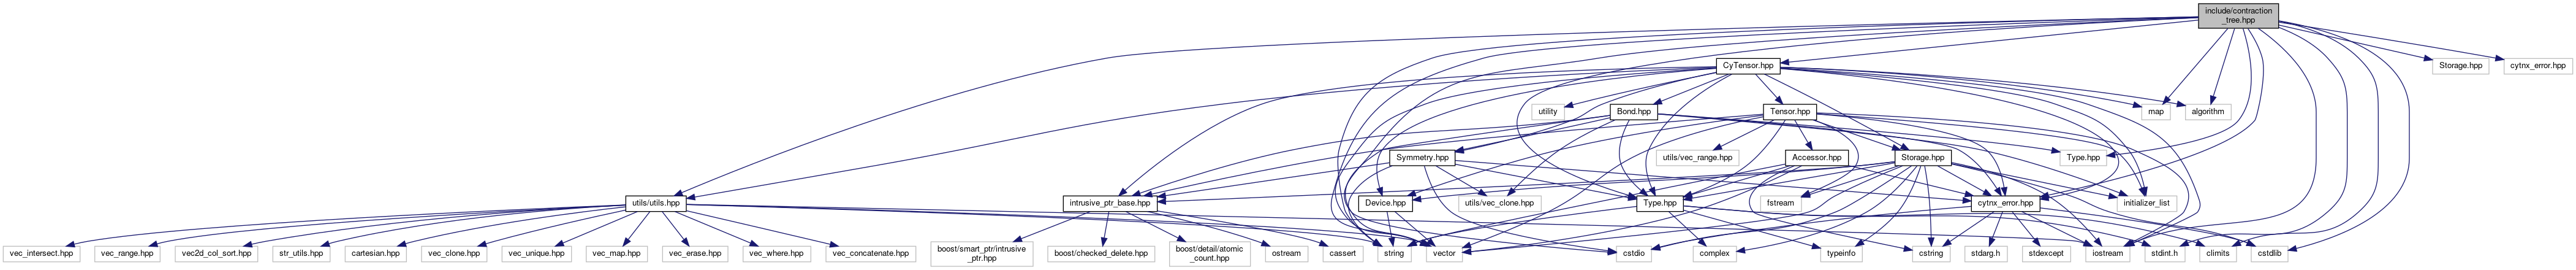 include/contraction
_tree.hpp
CyTensor.hpp
Storage.hpp
cytnx_error.hpp
utility
Bond.hpp
Tensor.hpp
map
algorithm
Symmetry.hpp
utils/vec_range.hpp
Accessor.hpp
Storage.hpp
Type.hpp
utils/utils.hpp
intrusive_ptr_base.hpp
Device.hpp
utils/vec_clone.hpp
Type.hpp
fstream
cytnx_error.hpp
initializer_list
vec_intersect.hpp
vec_range.hpp
vec2d_col_sort.hpp
str_utils.hpp
cartesian.hpp
vec_clone.hpp
vec_unique.hpp
vec_map.hpp
vec_erase.hpp
vec_where.hpp
vec_concatenate.hpp
boost/smart_ptr/intrusive
_ptr.hpp
boost/checked_delete.hpp
boost/detail/atomic
_count.hpp
ostream
cassert
string
vector
cstdio
complex
typeinfo
cstring
stdarg.h
stdexcept
iostream
stdint.h
climits
cstdlib